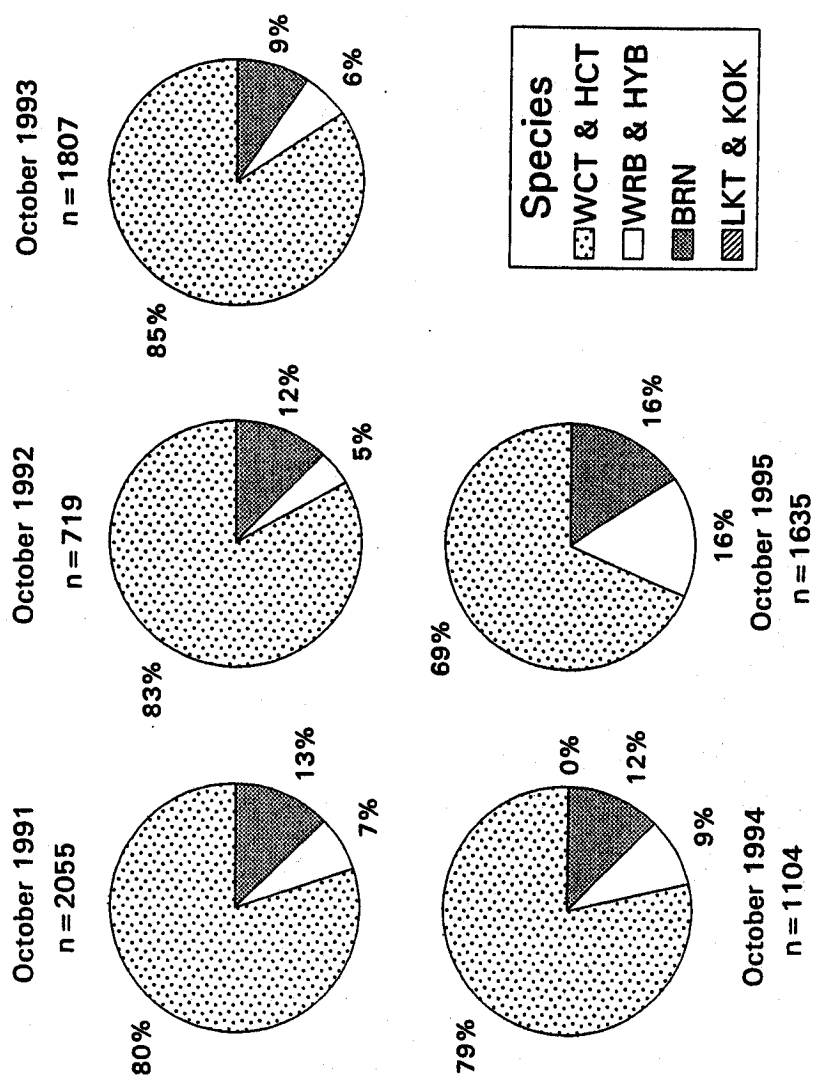 October 1991
n = 2055
80%
13%
7%
October 1992
n = 719
83%
12%
5%
October 1993
n = 1807
85%
9%
6%
79%
0%
12%
9%
October 1994
n = 1104
69%
16%
16%
October 1995
n = 1635
Species
WCT & HCT
WRB & HYB
BRN
LKT & KOK